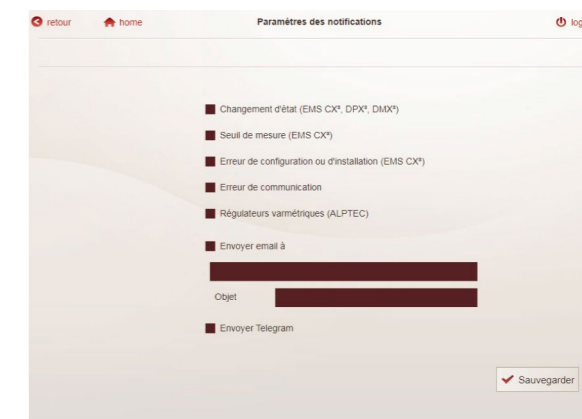 retour home Paramètres des notifications log
Changement d'état (EMS CX³, DPX³, DMX³)
Seuil de mesure (EMS CX³)
Erreur de configuration ou d'installation (EMS CX³)
Erreur de communication
Régulateurs varmétriques (ALPTEC)
Envoyer email à
Objet
Envoyer Telegram
Sauvegarder